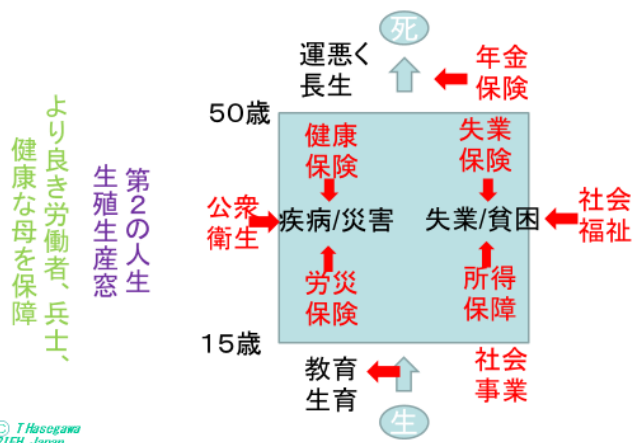 死
運悪く
長生
年金
保険
50歳
健康
保険
失業
保険
公衆
衛生
疾病/災害
失業/貧困
社会
福祉
労災
保険
所得
保障
15歳
教育
生育
社会
事業
生
第2の人生
生殖生産窓
より良き労働者、兵士、
健康な母を保障
© T Hasegawa